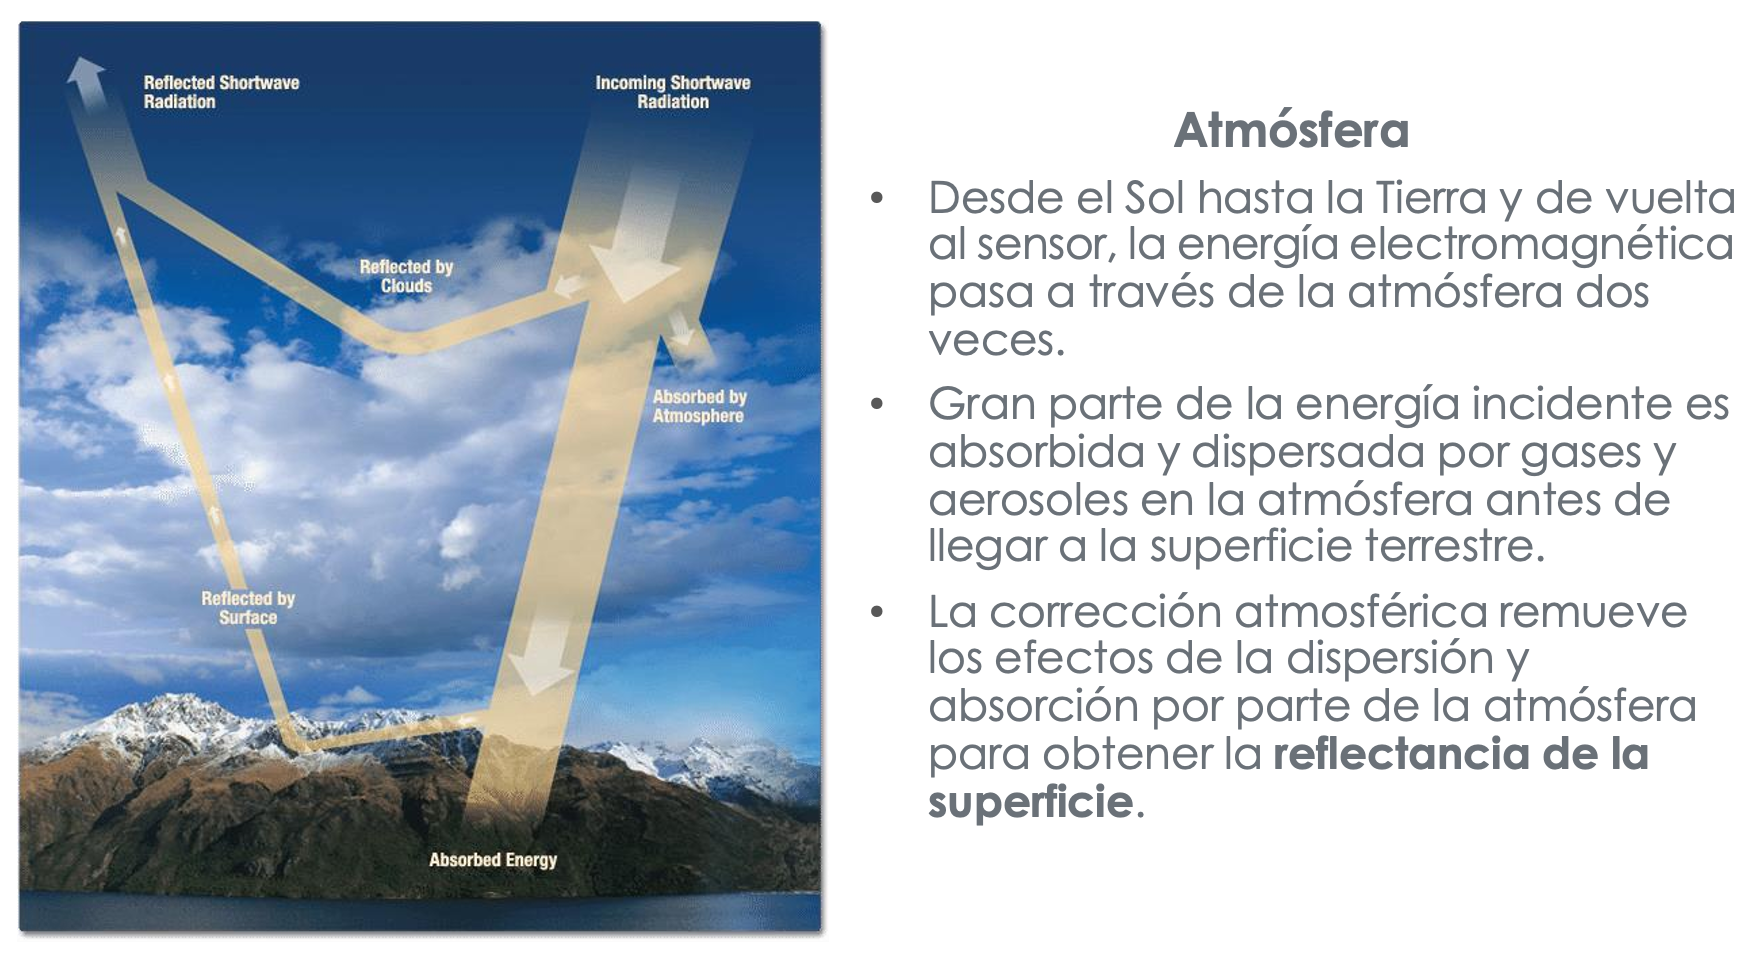 Reflected Shortwave
Radiation
Incoming Shortwave
Radiation
Reflected by
Clouds
Absorbed by
Atmosphere
Reflected by
Surface
Absorbed Energy
Atmósfera
• Desde el Sol hasta la Tierra y de vuelta
al sensor, la energía electromagnética
pasa a través de la atmósfera dos
veces.
• Gran parte de la energía incidente es
absorbida y dispersada por gases y
aerosoles en la atmósfera antes de
llegar a la superficie terrestre.
• La corrección atmosférica remueve
los efectos de la dispersión y
absorción por parte de la atmósfera
para obtener la reflectancia de la
superficie.